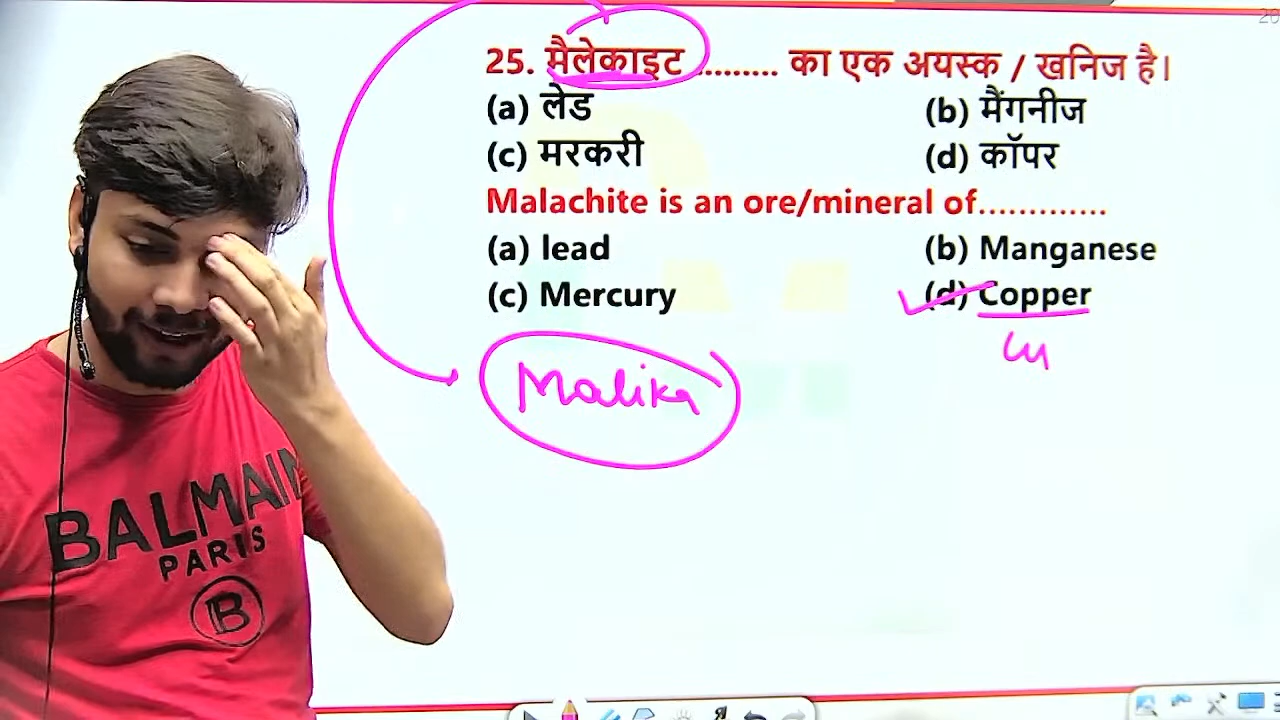 25. मैलेकाइट ......... का एक अयस्क / खनिज है।
(a) लेड (b) मैंगनीज
(c) मरकरी (d) कॉपर
Malachite is an ore/mineral of.............
(a) lead (b) Manganese
(c) Mercury (d) Copper
Cu
Malika
BALMAIN
PARIS
B